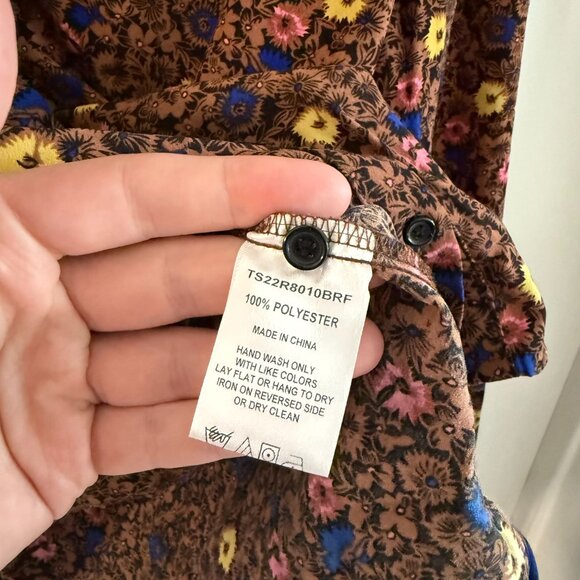 TS22R8010BRF
100% POLYESTER
MADE IN CHINA
HAND WASH ONLY
WITH LIKE COLORS
LAY FLAT OR HANG TO DRY
IRON ON REVERSED SIDE
OR DRY CLEAN